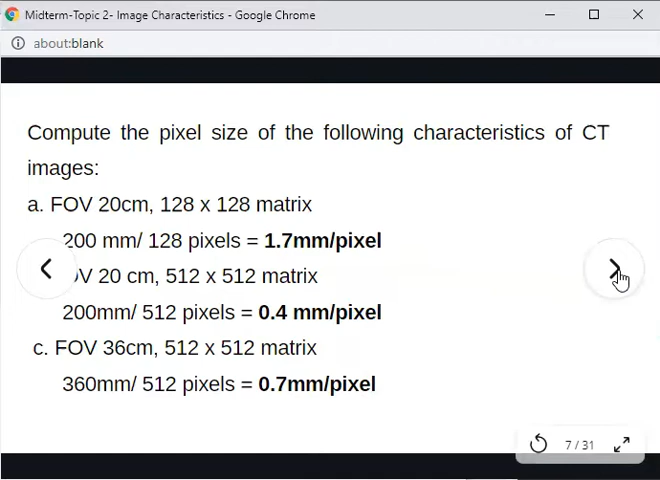 Midterm-Topic 2- Image Characteristics - Google Chrome
about:blank
Compute the pixel size of the following characteristics of CT
images:
a. FOV 20cm, 128 x 128 matrix
200 mm/ 128 pixels = 1.7mm/pixel
OV 20 cm, 512 x 512 matrix
200mm/ 512 pixels = 0.4 mm/pixel
c. FOV 36cm, 512 x 512 matrix
360mm/ 512 pixels = 0.7mm/pixel
7 / 31